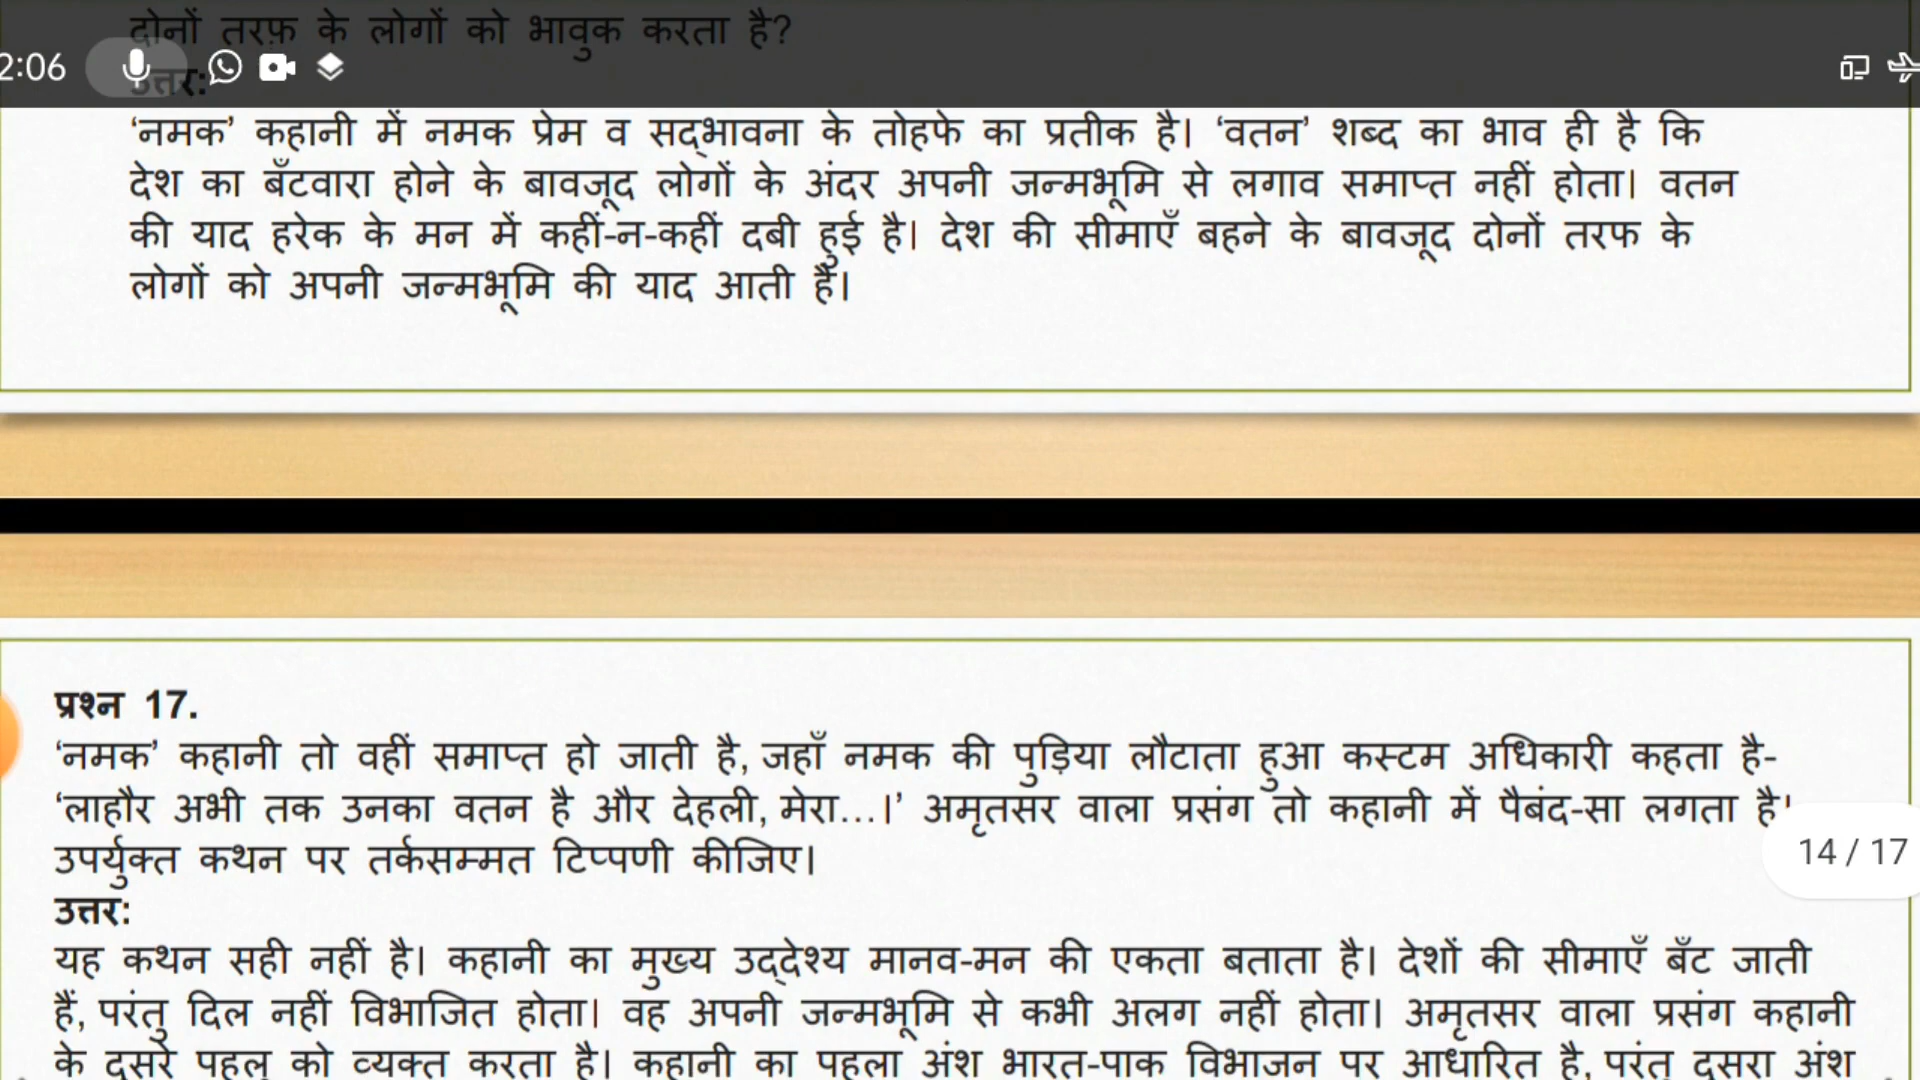 दोनों तरफ़ के लोगों को भावुक करता है?
2:06
उत्तर:
‘नमक’ कहानी में नमक प्रेम व सद्भावना के तोहफे का प्रतीक है। ‘वतन’ शब्द का भाव ही है कि
देश का बँटवारा होने के बावजूद लोगों के अंदर अपनी जन्मभूमि से लगाव समाप्त नहीं होता। वतन
की याद हरेक के मन में कहीं-न-कहीं दबी हुई है। देश की सीमाएँ बहने के बावजूद दोनों तरफ के
लोगों को अपनी जन्मभूमि की याद आती है।
प्रश्न 17.
‘नमक’ कहानी तो वहीं समाप्त हो जाती है, जहाँ नमक की पुड़िया लौटाता हुआ कस्टम अधिकारी कहता है-
‘लाहौर अभी तक उनका वतन है और देहली, मेरा...।’ अमृतसर वाला प्रसंग तो कहानी में पैबंद-सा लगता है।
उपर्युक्त कथन पर तर्कसम्मत टिप्पणी कीजिए।
14 / 17
उत्तर:
यह कथन सही नहीं है। कहानी का मुख्य उद्देश्य मानव-मन की एकता बताता है। देशों की सीमाएँ बँट जाती
हैं, परंतु दिल नहीं विभाजित होता। वह अपनी जन्मभूमि से कभी अलग नहीं होता। अमृतसर वाला प्रसंग कहानी
के दूसरे पहलू को व्यक्त करता है। कहानी का पहला अंश भारत-पाक विभाजन पर आधारित है, परंतु दूसरा अंश